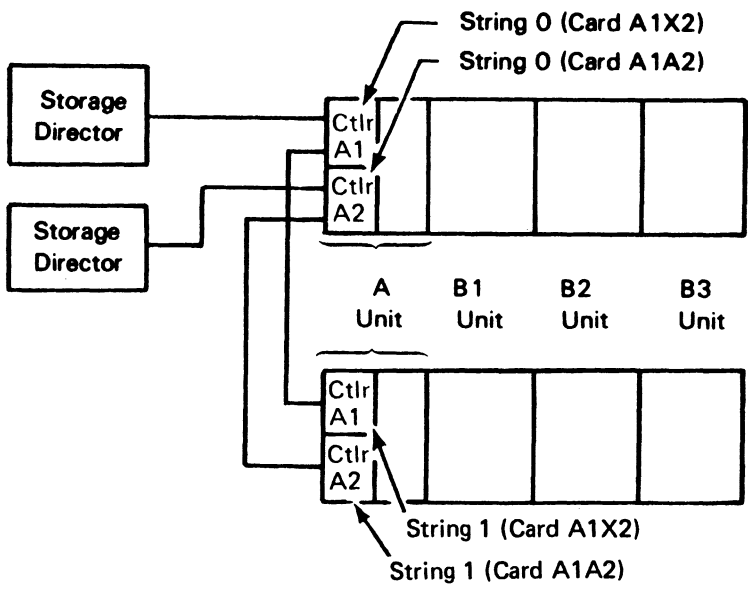 String 0 (Card A1X2)
String 0 (Card A1A2)
Storage
Director
Ctlr
A1
Ctlr
A2
Storage
Director
A
Unit
B1
Unit
B2
Unit
B3
Unit
Ctlr
A1
Ctlr
A2
String 1 (Card A1X2)
String 1 (Card A1A2)